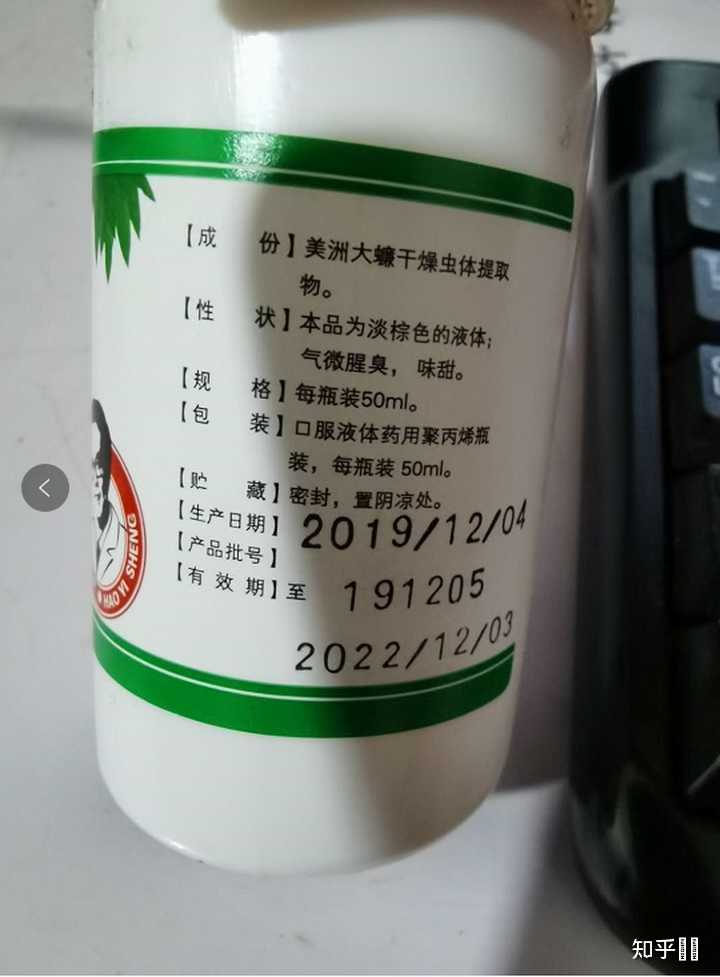 【成 份】美洲大蠊干燥虫体提取
物。
【性 状】本品为淡棕色的液体；
气微腥臭， 味甜。
【规 格】每瓶装50ml。
【包 装】口服液体药用聚丙烯瓶
装，每瓶装 50ml。
【贮 藏】密封，置阴凉处。
【生产日期】2019/12/04
【产品批号】191205
【有 效 期】至 2022/12/03
HAO YI SHENG
知乎